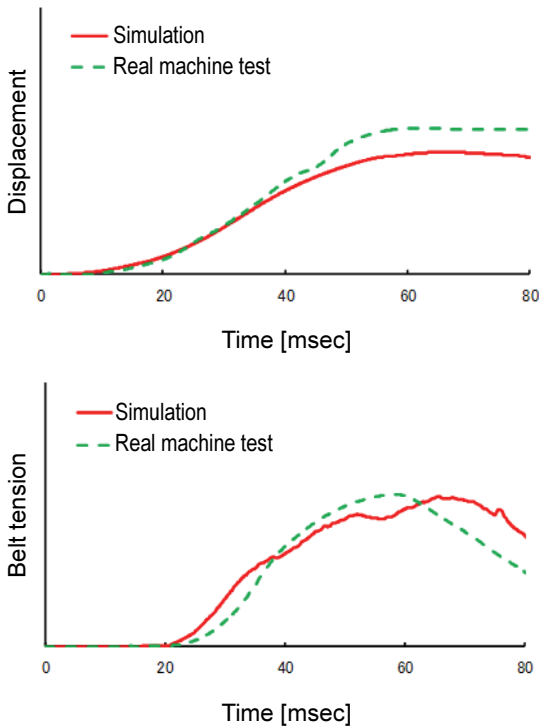 Simulation
Real machine test
Displacement
0 20 40 60 80
Time [msec]
Simulation
Real machine test
Belt tension
0 20 40 60 80
Time [msec]